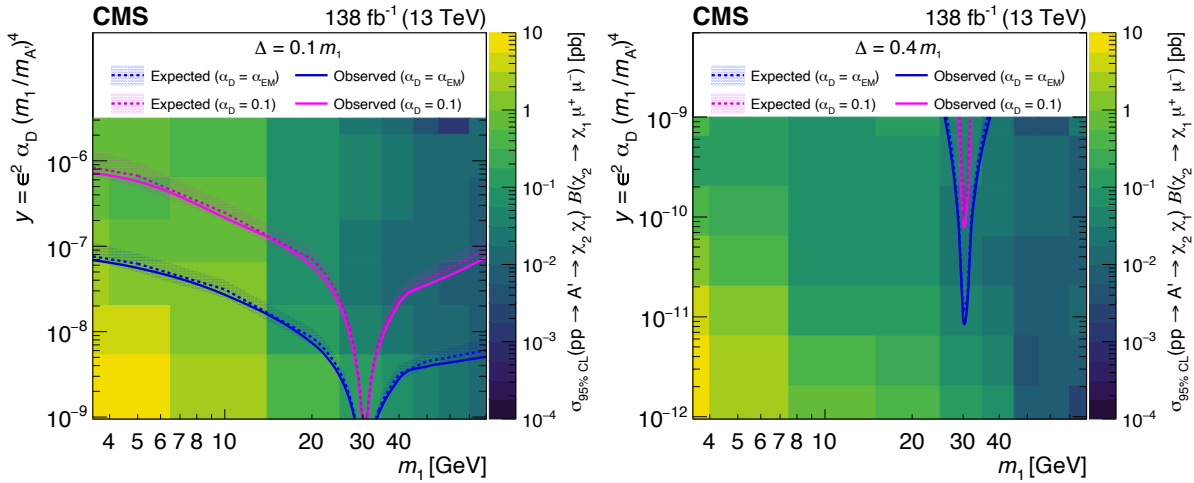 CMS 138 fb⁻¹ (13 TeV)
Δ = 0.1 m₁
Expected (α_D = α_EM) Observed (α_D = α_EM)
Expected (α_D = 0.1) Observed (α_D = 0.1)
y = ϵ² α_D (m₁/m_A')⁴
10⁻⁶
10⁻⁷
10⁻⁸
10⁻⁹
4 5 6 7 8 10 20 30 40
m₁ [GeV]
10
1
10⁻¹
10⁻²
10⁻³
10⁻⁴
σ_95% CL(pp → A' → χ₂ χ₁) B(χ₂ → χ₁ μ⁺ μ⁻) [pb]
CMS 138 fb⁻¹ (13 TeV)
Δ = 0.4 m₁
Expected (α_D = α_EM) Observed (α_D = α_EM)
Expected (α_D = 0.1) Observed (α_D = 0.1)
y = ϵ² α_D (m₁/m_A')⁴
10⁻⁹
10⁻¹⁰
10⁻¹¹
10⁻¹²
4 5 6 7 8 10 20 30 40
m₁ [GeV]
10
1
10⁻¹
10⁻²
10⁻³
10⁻⁴
σ_95% CL(pp → A' → χ₂ χ₁) B(χ₂ → χ₁ μ⁺ μ⁻) [pb]